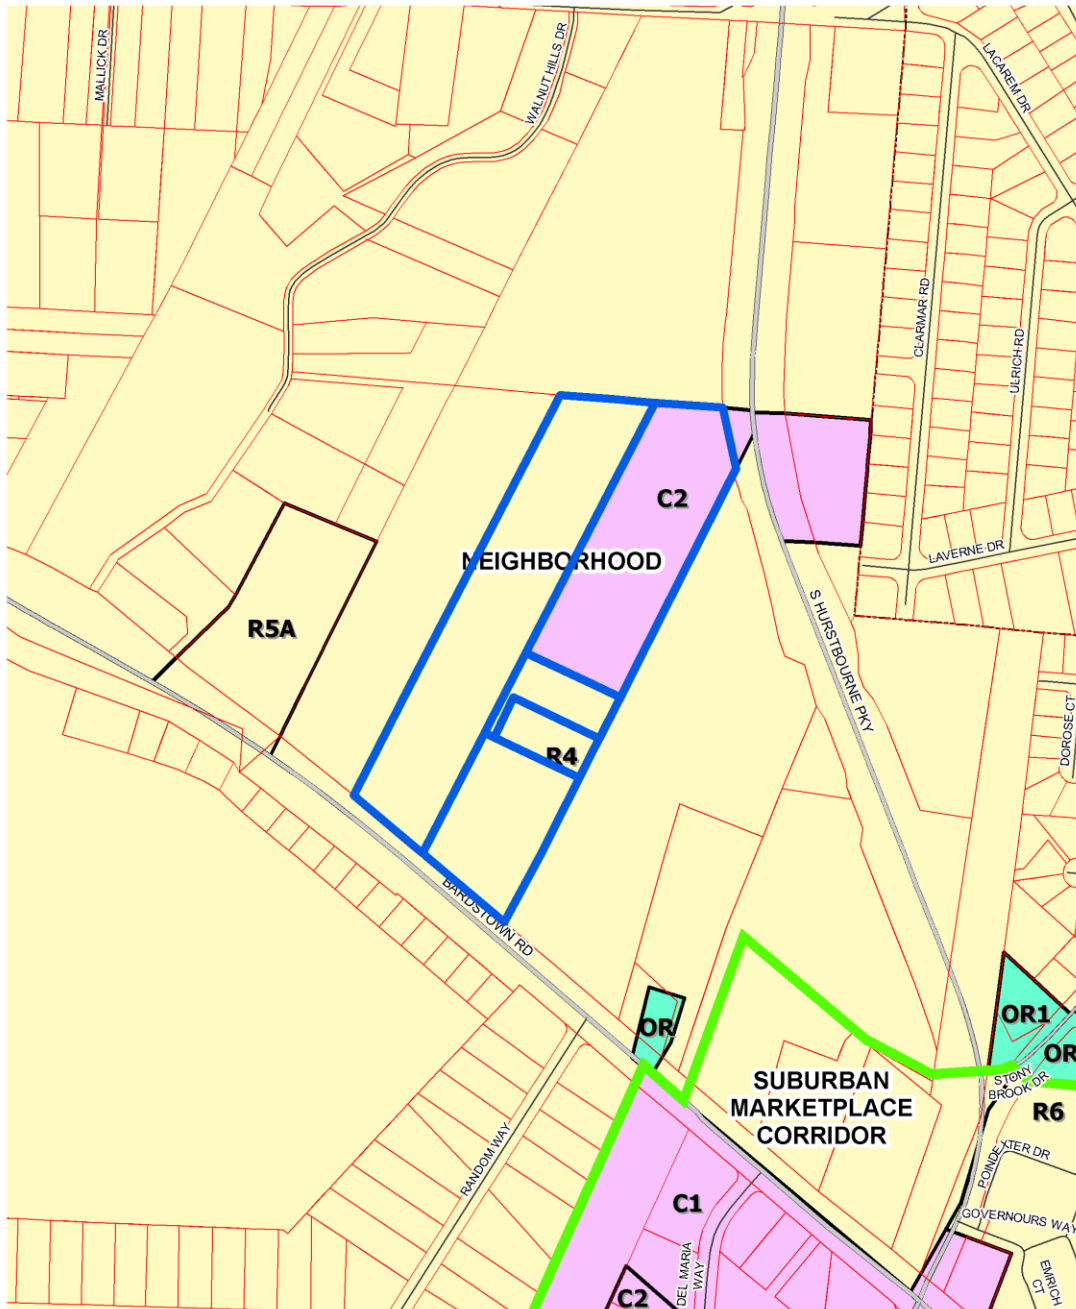 MALLICK DR
WALNUT HILLS DR
LACAREM DR
CLARMAR RD
ULRICH RD
C2
NEIGHBORHOOD
LAVERNE DR
R5A
S HURSTBOURNE PKY
DOROSE CT
R4
BARDSTOWN RD
OR
OR1
OR
STONY
BROOK DR
SUBURBAN
MARKETPLACE
CORRIDOR
R6
RANDOM WAY
POINDEXTER DR
C1
GOVERNOURS WAY
DEL MARIA
WAY
EMRICH
CT
C2